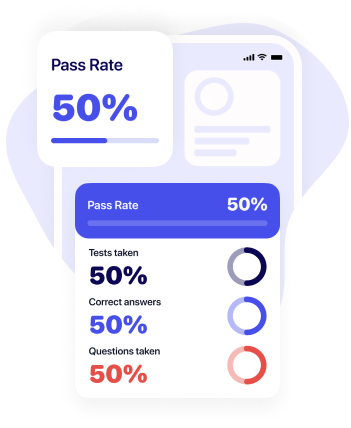 Pass Rate
50%
Pass Rate 50%
Tests taken
50%
Correct answers
50%
Questions taken
50%